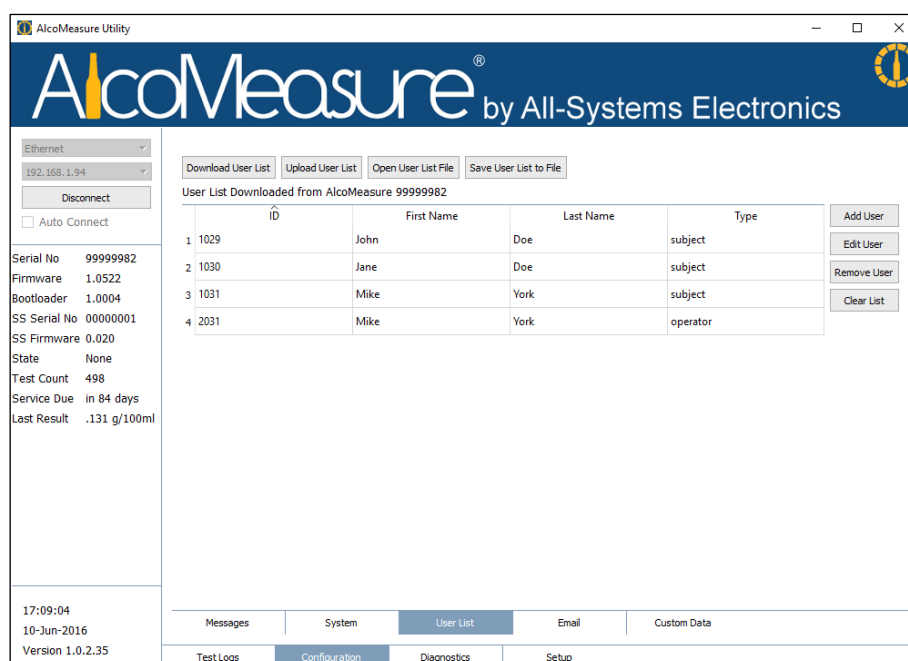 AlcoMeasure Utility
AlcoMeasure® by All-Systems Electronics
Ethernet
192.168.1.94
Disconnect
Auto Connect
Serial No 99999982
Firmware 1.0522
Bootloader 1.0004
SS Serial No 00000001
SS Firmware 0.020
State None
Test Count 498
Service Due in 84 days
Last Result .131 g/100ml
17:09:04
10-Jun-2016
Version 1.0.2.35
Download User List Upload User List Open User List File Save User List to File
User List Downloaded from AlcoMeasure 99999982
ID First Name Last Name Type
1 1029 John Doe subject
2 1030 Jane Doe subject
3 1031 Mike York subject
4 2031 Mike York operator
Add User
Edit User
Remove User
Clear List
Messages System User List Email Custom Data
Test Logs Configuration Diagnostics Setup